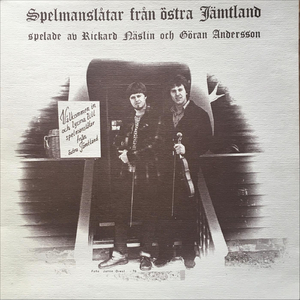 Spelmanslåtar från östra Jämtland
spelade av Rickard Näslin och Göran Andersson
Välkommen in
och lyssna till
spelmanslåtar
från
östra Jämtland